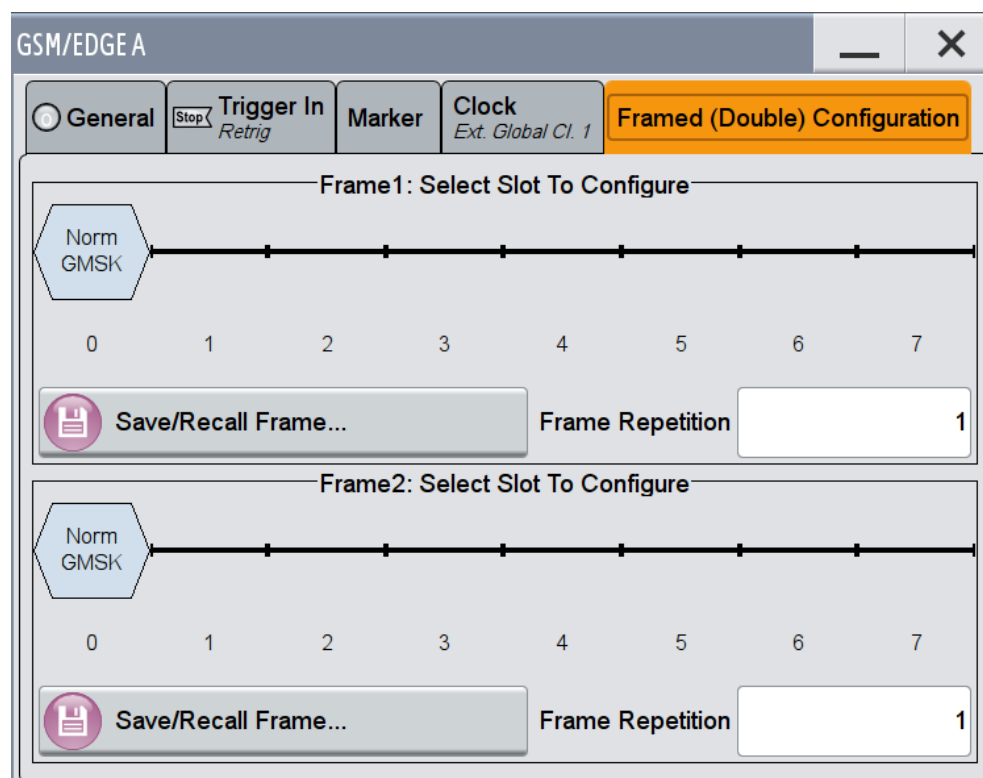 GSM/EDGE A
General
Stop
Trigger In
Retrig
Marker
Clock
Ext. Global Cl. 1
Framed (Double) Configuration
Frame1: Select Slot To Configure
Norm
GMSK
0 1 2 3 4 5 6 7
Save/Recall Frame... Frame Repetition 1
Frame2: Select Slot To Configure
Norm
GMSK
0 1 2 3 4 5 6 7
Save/Recall Frame... Frame Repetition 1